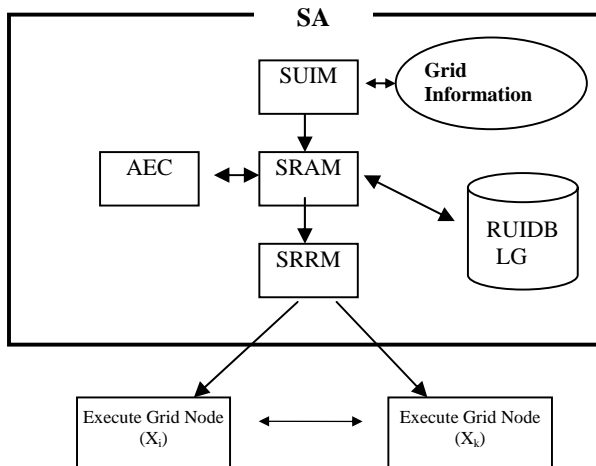 SA
SUIM
Grid
Information
AEC
SRAM
RUIDB
LG
SRRM
Execute Grid Node
(Xi)
Execute Grid Node
(Xk)